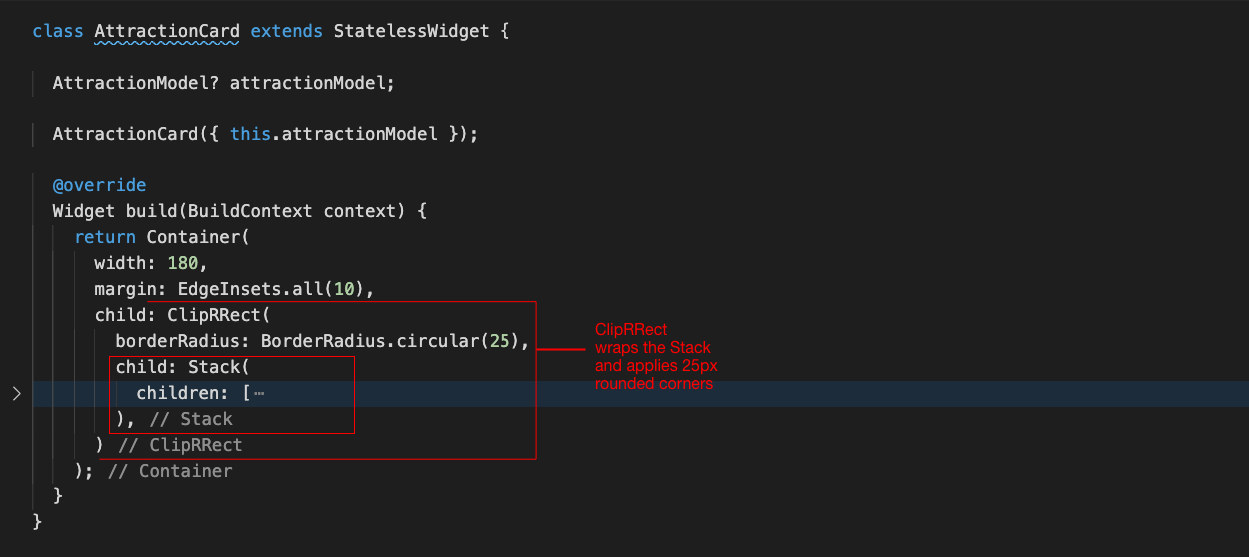 class AttractionCard extends StatelessWidget {
AttractionModel? attractionModel;
AttractionCard({ this.attractionModel });
@override
Widget build(BuildContext context) {
return Container(
width: 180,
margin: EdgeInsets.all(10),
child: ClipRRect(
borderRadius: BorderRadius.circular(25),
child: Stack(
children: [⋯
), // Stack
) // ClipRRect
); // Container
}
}
ClipRRect
wraps the Stack
and applies 25px
rounded corners